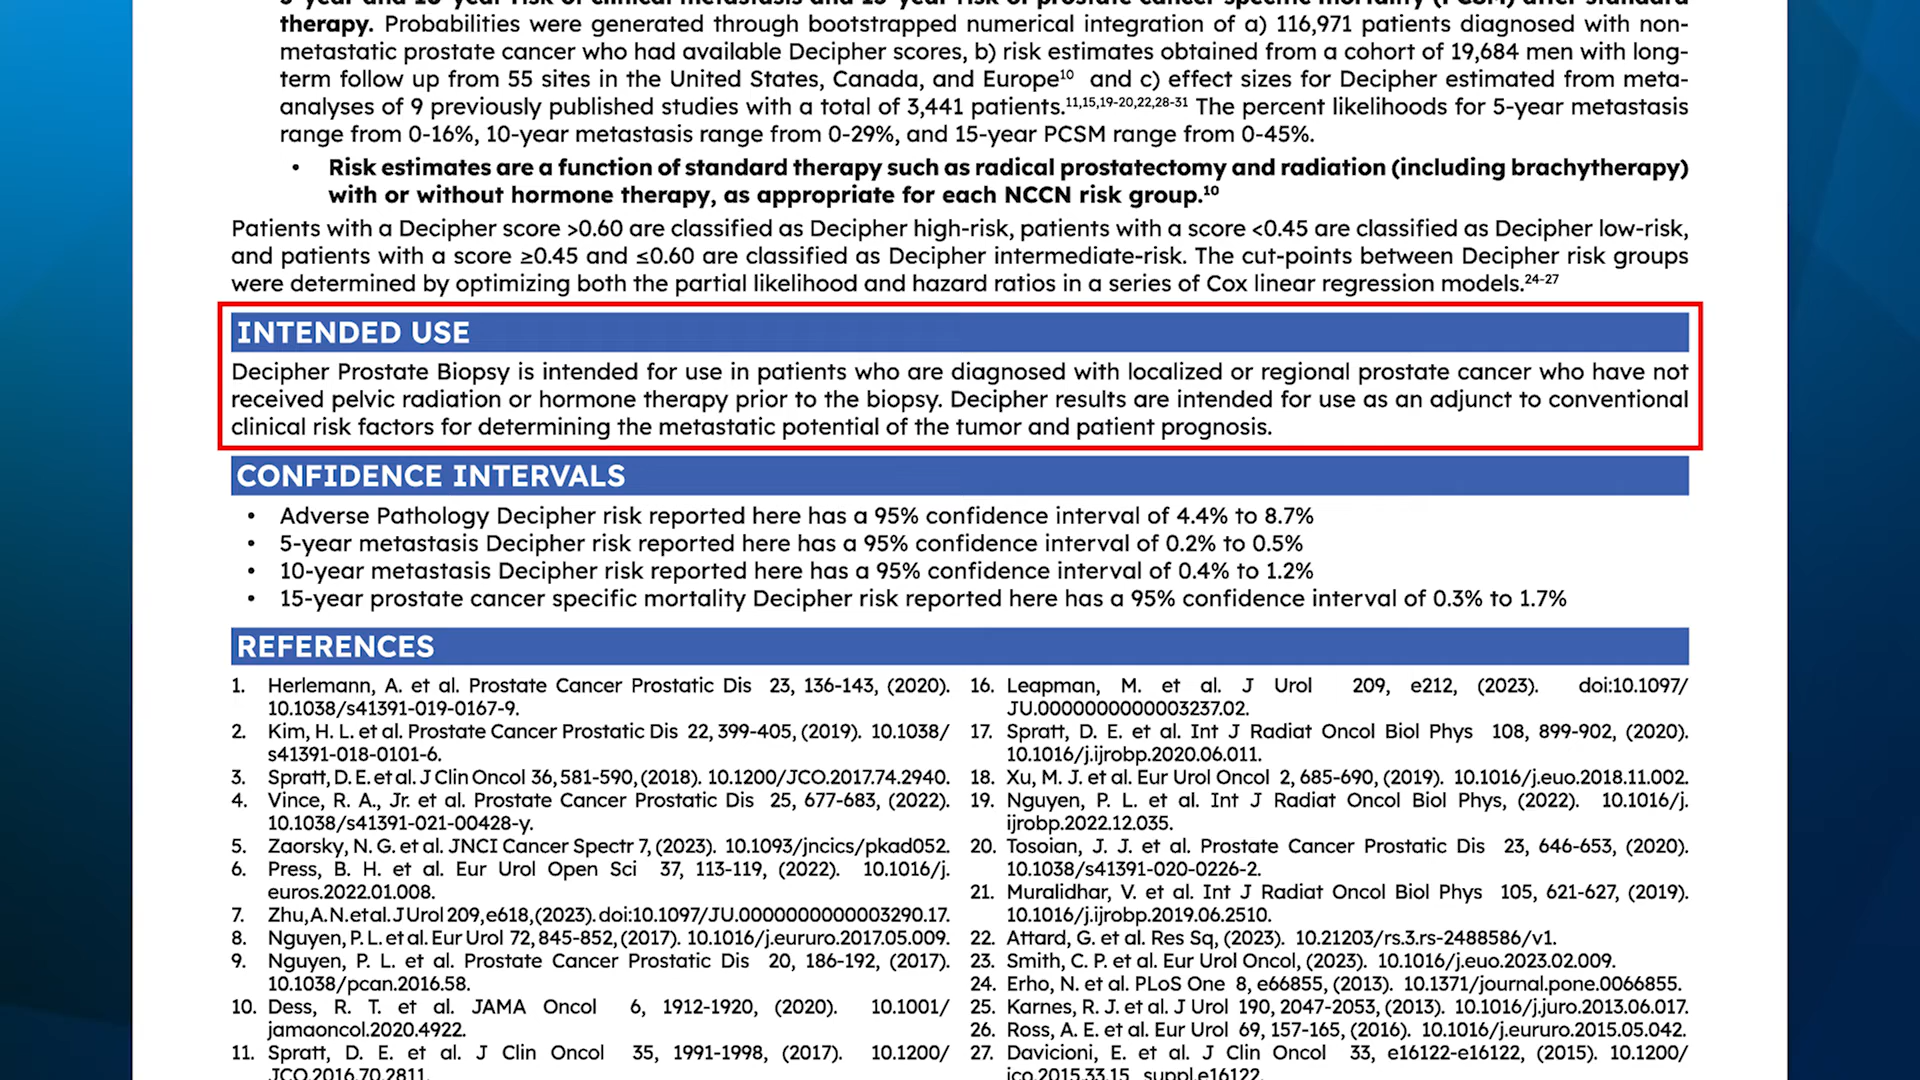 5-year and 10-year risk of clinical metastasis and 15-year risk of prostate cancer specific mortality (PCSM) after standard
therapy. Probabilities were generated through bootstrapped numerical integration of a) 116,971 patients diagnosed with non-
metastatic prostate cancer who had available Decipher scores, b) risk estimates obtained from a cohort of 19,684 men with long-
term follow up from 55 sites in the United States, Canada, and Europe¹⁰ and c) effect sizes for Decipher estimated from meta-
analyses of 9 previously published studies with a total of 3,441 patients.¹¹,¹⁵,¹⁹⁻²⁰,²²,²⁸⁻³¹ The percent likelihoods for 5-year metastasis
range from 0-16%, 10-year metastasis range from 0-29%, and 15-year PCSM range from 0-45%.
• Risk estimates are a function of standard therapy such as radical prostatectomy and radiation (including brachytherapy)
with or without hormone therapy, as appropriate for each NCCN risk group.¹⁰
Patients with a Decipher score >0.60 are classified as Decipher high-risk, patients with a score <0.45 are classified as Decipher low-risk,
and patients with a score ≥0.45 and ≤0.60 are classified as Decipher intermediate-risk. The cut-points between Decipher risk groups
were determined by optimizing both the partial likelihood and hazard ratios in a series of Cox linear regression models.²⁴⁻²⁷
INTENDED USE
Decipher Prostate Biopsy is intended for use in patients who are diagnosed with localized or regional prostate cancer who have not
received pelvic radiation or hormone therapy prior to the biopsy. Decipher results are intended for use as an adjunct to conventional
clinical risk factors for determining the metastatic potential of the tumor and patient prognosis.
CONFIDENCE INTERVALS
• Adverse Pathology Decipher risk reported here has a 95% confidence interval of 4.4% to 8.7%
• 5-year metastasis Decipher risk reported here has a 95% confidence interval of 0.2% to 0.5%
• 10-year metastasis Decipher risk reported here has a 95% confidence interval of 0.4% to 1.2%
• 15-year prostate cancer specific mortality Decipher risk reported here has a 95% confidence interval of 0.3% to 1.7%
REFERENCES
1. Herlemann, A. et al. Prostate Cancer Prostatic Dis 23, 136-143, (2020).
10.1038/s41391-019-0167-9.
2. Kim, H. L. et al. Prostate Cancer Prostatic Dis 22, 399-405, (2019). 10.1038/
s41391-018-0101-6.
3. Spratt, D. E. et al. J Clin Oncol 36, 581-590, (2018). 10.1200/JCO.2017.74.2940.
4. Vince, R. A., Jr. et al. Prostate Cancer Prostatic Dis 25, 677-683, (2022).
10.1038/s41391-021-00428-y.
5. Zaorsky, N. G. et al. JNCI Cancer Spectr 7, (2023). 10.1093/jncics/pkad052.
6. Press, B. H. et al. Eur Urol Open Sci 37, 113-119, (2022). 10.1016/j.
euros.2022.01.008.
7. Zhu, A. N. et al. J Urol 209, e618, (2023). doi:10.1097/JU.0000000000003290.17.
8. Nguyen, P. L. et al. Eur Urol 72, 845-852, (2017). 10.1016/j.eururo.2017.05.009.
9. Nguyen, P. L. et al. Prostate Cancer Prostatic Dis 20, 186-192, (2017).
10.1038/pcan.2016.58.
10. Dess, R. T. et al. JAMA Oncol 6, 1912-1920, (2020). 10.1001/
jamaoncol.2020.4922.
11. Spratt, D. E. et al. J Clin Oncol 35, 1991-1998, (2017). 10.1200/
JCO.2016.70.2811.
16. Leapman, M. et al. J Urol 209, e212, (2023). doi:10.1097/
JU.0000000000003237.02.
17. Spratt, D. E. et al. Int J Radiat Oncol Biol Phys 108, 899-902, (2020).
10.1016/j.ijrobp.2020.06.011.
18. Xu, M. J. et al. Eur Urol Oncol 2, 685-690, (2019). 10.1016/j.euo.2018.11.002.
19. Nguyen, P. L. et al. Int J Radiat Oncol Biol Phys, (2022). 10.1016/j.
ijrobp.2022.12.035.
20. Tosoian, J. J. et al. Prostate Cancer Prostatic Dis 23, 646-653, (2020).
10.1038/s41391-020-0226-2.
21. Muralidhar, V. et al. Int J Radiat Oncol Biol Phys 105, 621-627, (2019).
10.1016/j.ijrobp.2019.06.2510.
22. Attard, G. et al. Res Sq, (2023). 10.21203/rs.3.rs-2488586/v1.
23. Smith, C. P. et al. Eur Urol Oncol, (2023). 10.1016/j.euo.2023.02.009.
24. Erho, N. et al. PLoS One 8, e66855, (2013). 10.1371/journal.pone.0066855.
25. Karnes, R. J. et al. J Urol 190, 2047-2053, (2013). 10.1016/j.juro.2013.06.017.
26. Ross, A. E. et al. Eur Urol 69, 157-165, (2016). 10.1016/j.eururo.2015.05.042.
27. Davicioni, E. et al. J Clin Oncol 33, e16122-e16122, (2015). 10.1200/
jco.2015.33.15_suppl.e16122.